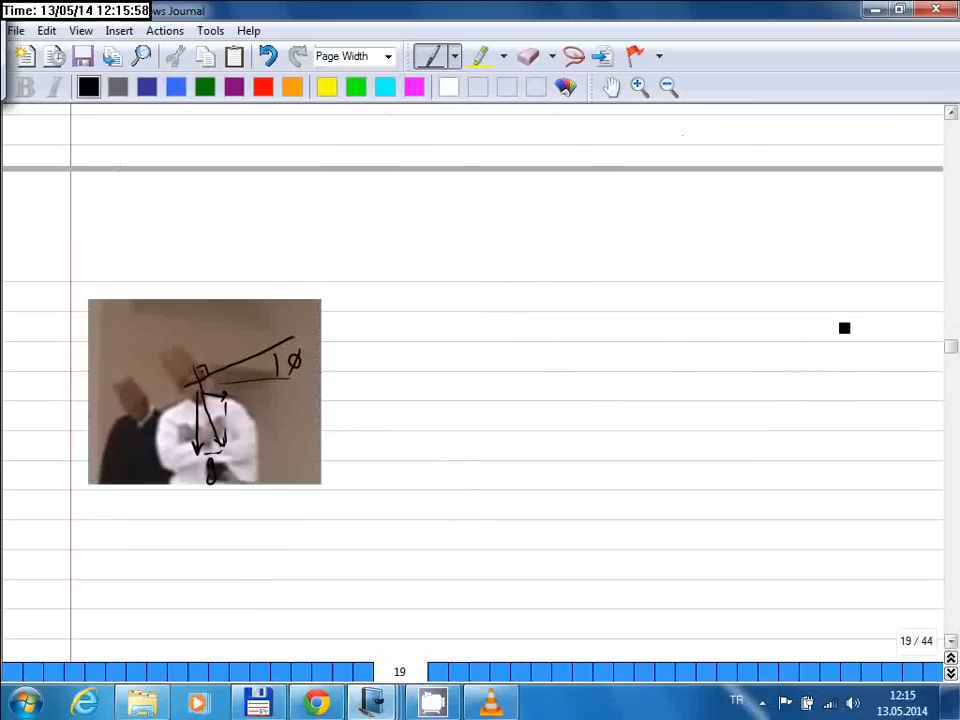 Time: 13/05/14 12:15:58
ws Journal
File Edit View Insert Actions Tools Help
Page Width
B I
ϕ
19 / 44
19
TR
12:15
13.05.2014